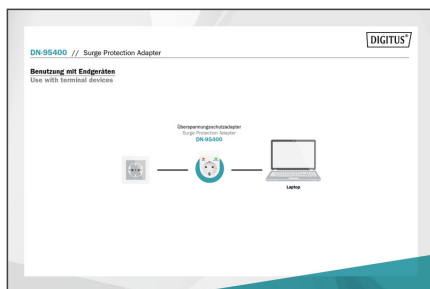 DIGITUS®
DN-95400 // Surge Protection Adapter
Benutzung mit Endgeräten
Use with terminal devices
Überspannungsschutzadapter
Surge Protection Adapter
DN-95400
Laptop